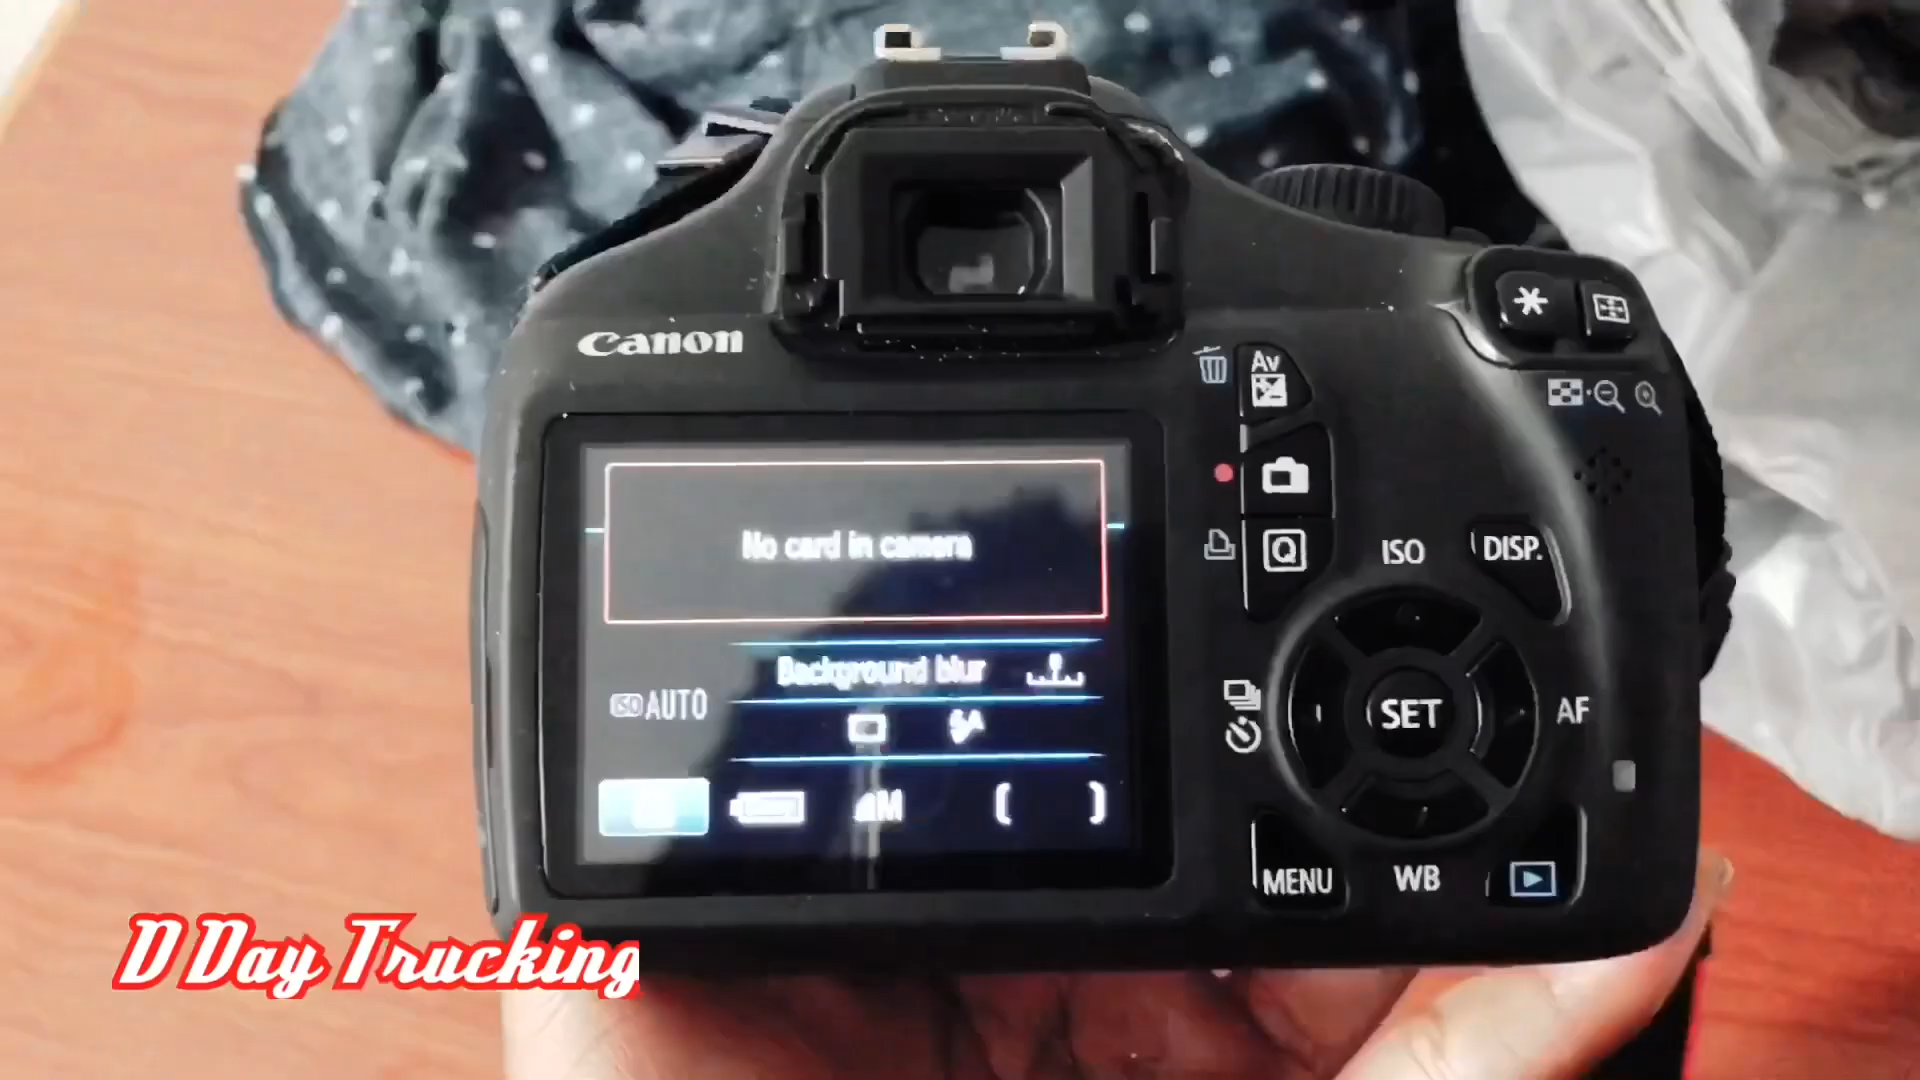 Canon
Av
No card in camera
Q
ISO
DISP.
Background blur
ISO AUTO
SET
AF
M
[ ]
MENU
WB
D Day Trucking